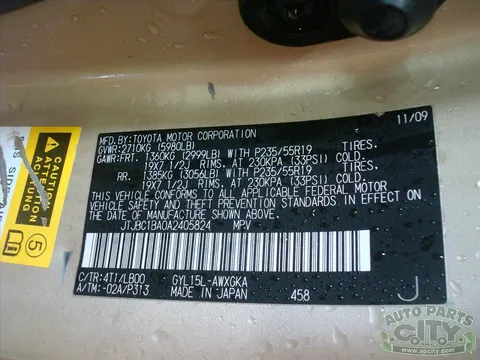 11/09
MFD. BY: TOYOTA MOTOR CORPORATION
GVWR: 2710KG (5980LB)
GAWR: FRT. 1360KG (2999LB) WITH P235/55R19 TIRES.
19X7 1/2J RIMS. AT 230KPA (33PSI) COLD.
RR. 1385KG (3056LB) WITH P235/55R19 TIRES.
19X7 1/2J RIMS. AT 230KPA (33PSI) COLD.
THIS VEHICLE CONFORMS TO ALL APPLICABLE FEDERAL MOTOR
VEHICLE SAFETY AND THEFT PREVENTION STANDARDS IN EFFECT
ON THE DATE OF MANUFACTURE SHOWN ABOVE.
JTJBC1BA0A2405824 MPV
C/TR: 4T1/LB00 GYL15L-AWXGKA
A/TM: -02A/P313 MADE IN JAPAN 458 J
5
AUTO PARTS
CITY
www.autopartscity.com